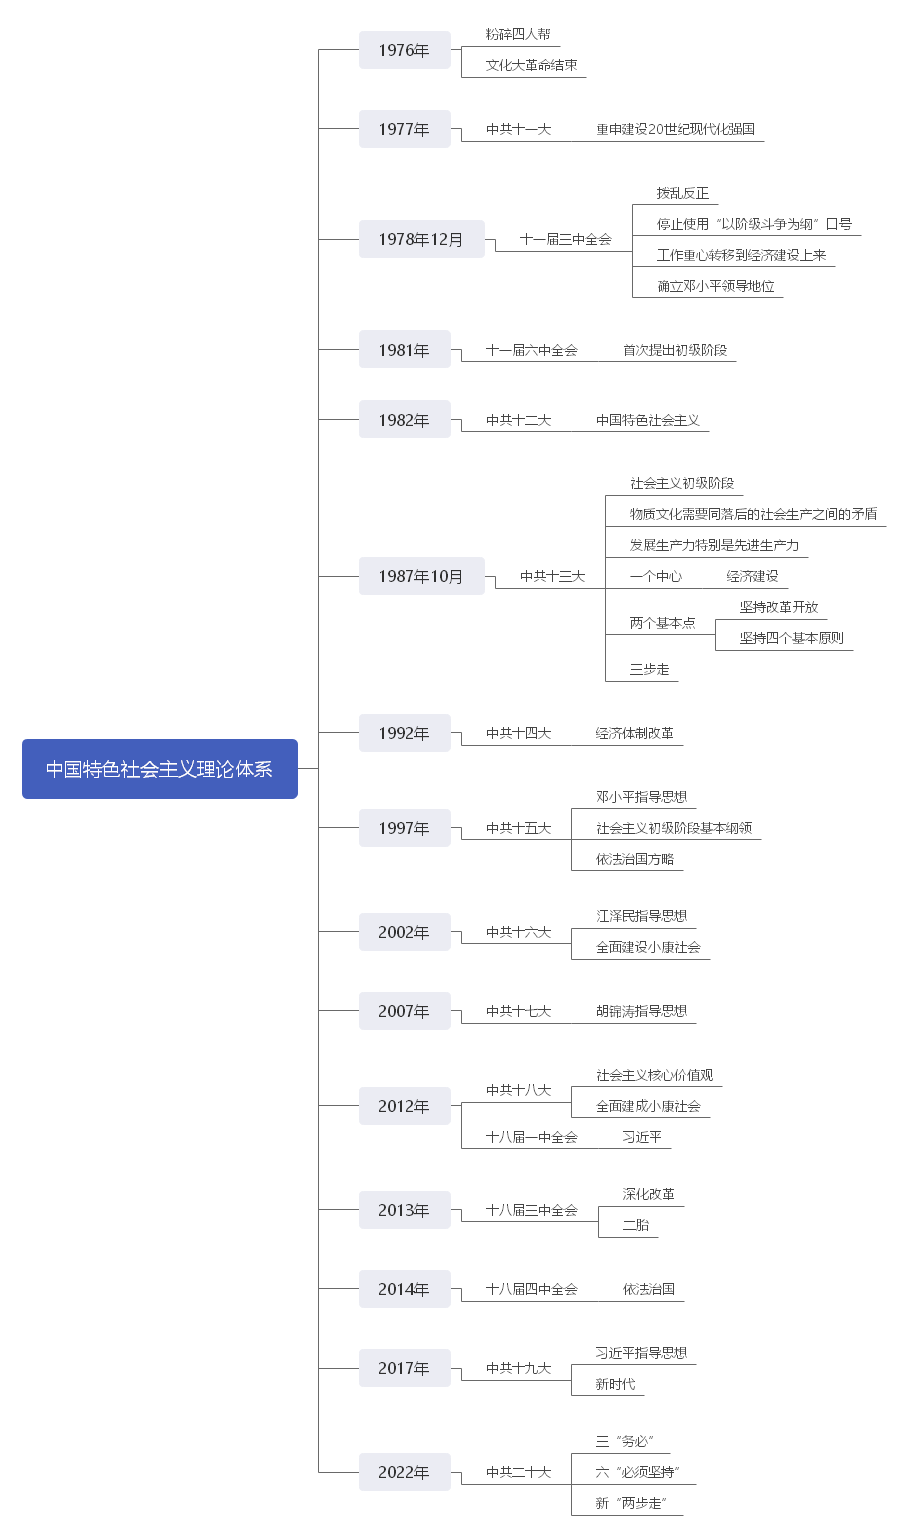 中国特色社会主义理论体系
1976年
粉碎四人帮
文化大革命结束
1977年
中共十一大
重申建设20世纪现代化强国
1978年12月
十一届三中全会
拨乱反正
停止使用“以阶级斗争为纲”口号
工作重心转移到经济建设上来
确立邓小平领导地位
1981年
十一届六中全会
首次提出初级阶段
1982年
中共十二大
中国特色社会主义
1987年10月
中共十三大
社会主义初级阶段
物质文化需要同落后的社会生产之间的矛盾
发展生产力特别是先进生产力
一个中心
经济建设
两个基本点
坚持改革开放
坚持四个基本原则
三步走
1992年
中共十四大
经济体制改革
1997年
中共十五大
邓小平指导思想
社会主义初级阶段基本纲领
依法治国方略
2002年
中共十六大
江泽民指导思想
全面建设小康社会
2007年
中共十七大
胡锦涛指导思想
2012年
中共十八大
社会主义核心价值观
全面建成小康社会
十八届一中全会
习近平
2013年
十八届三中全会
深化改革
二胎
2014年
十八届四中全会
依法治国
2017年
中共十九大
习近平指导思想
新时代
2022年
中共二十大
三“务必”
六“必须坚持”
新“两步走”